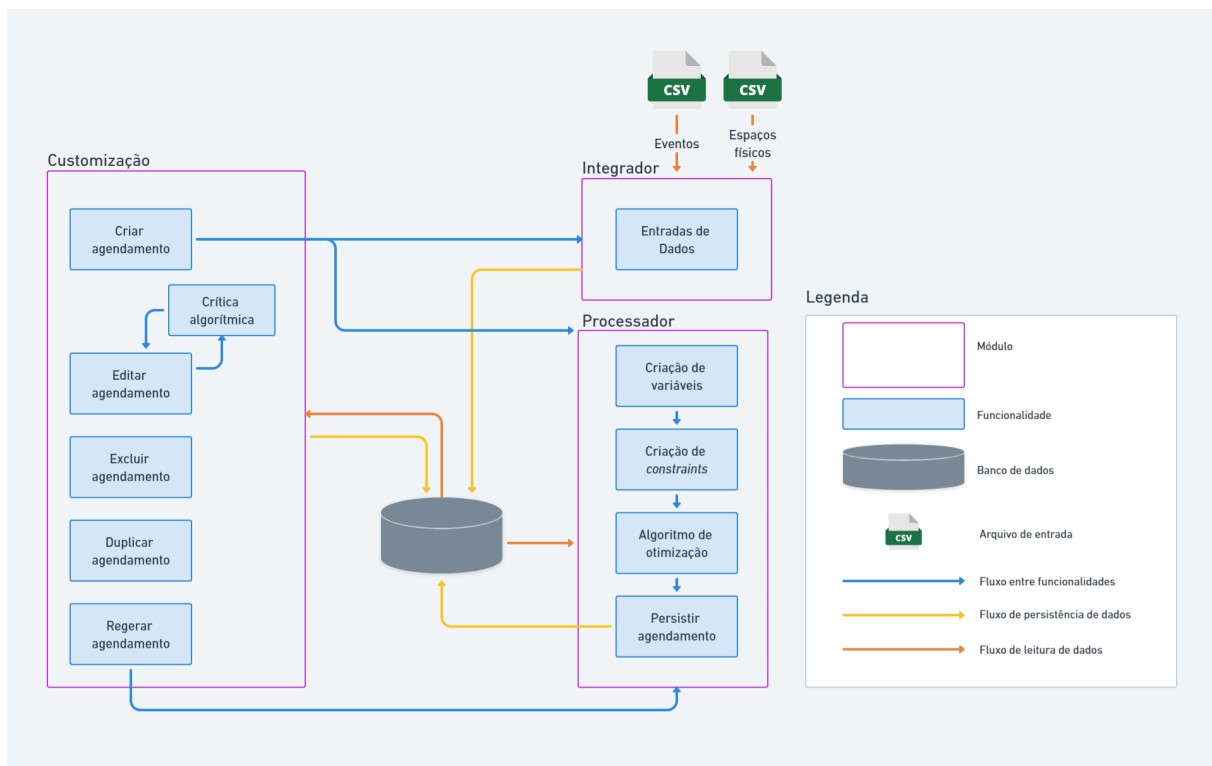 CSV
CSV
Eventos
Espaços
físicos
Customização
Criar
agendamento
Crítica
algorítmica
Editar
agendamento
Excluir
agendamento
Duplicar
agendamento
Regerar
agendamento
Integrador
Entradas de
Dados
Processador
Criação de
variáveis
Criação de
constraints
Algoritmo de
otimização
Persistir
agendamento
Legenda
Módulo
Funcionalidade
Banco de dados
CSV
Arquivo de entrada
Fluxo entre funcionalidades
Fluxo de persistência de dados
Fluxo de leitura de dados